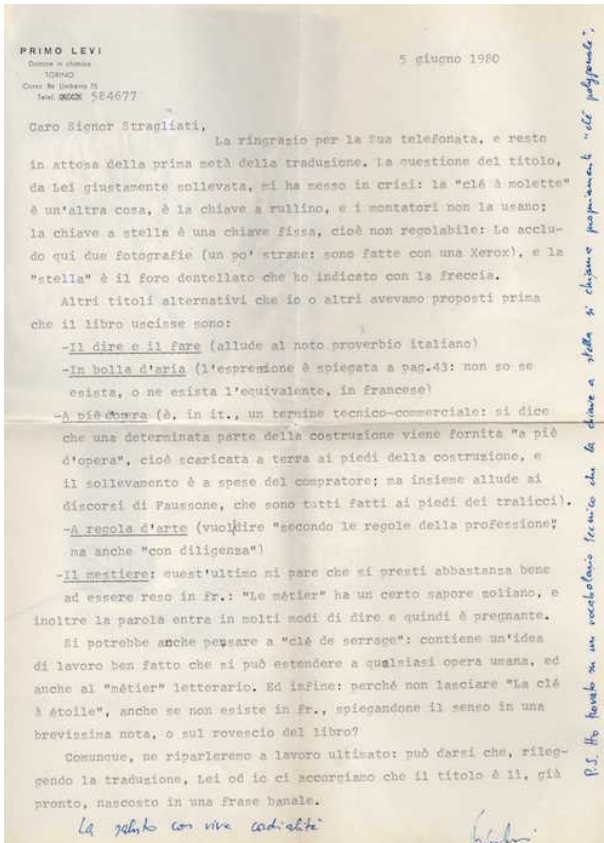 PRIMO LEVI
Dottore in chimica
TORINO
Corso Re Umberto 75
Telef. 584677
5 giugno 1980
Caro Signor Stragliati,
La ringrazio per la Sua telefonata, e resto
in attesa della prima metà della traduzione. La questione del titolo,
da Lei giustamente sollevata, mi ha messo in crisi: la "clé à molette"
è un'altra cosa, è la chiave a rullino, e i montatori non la usano;
la chiave a stella è una chiave fissa, cioè non regolabile: Le acclu-
do qui due fotografie (un po' strane: sono fatte con una Xerox), e la
"stella" è il foro dentellato che ho indicato con la freccia.
Altri titoli alternativi che io o altri avevamo proposti prima
che il libro uscisse sono:
-Il dire e il fare (allude al noto proverbio italiano)
-In bolla d'aria (l'espressione è spiegata a pag.43: non so se
esista, o ne esista l'equivalente, in francese)
-A piè d'opera (è, in it., un termine tecnico-commerciale: si dice
che una determinata parte della costruzione viene fornita "a piè
d'opera", cioè scaricata a terra ai piedi della costruzione, e
il sollevamento è a spese del compratore; ma insieme allude ai
discorsi di Faussone, che sono tutti fatti ai piedi dei tralicci).
-A regola d'arte (vuol dire "secondo le regole della professione",
ma anche "con diligenza")
-Il mestiere: quest'ultimo mi pare che si presti abbastanza bene
ad essere reso in fr.: "Le métier" ha un certo sapore zoliano, e
inoltre la parola entra in molti modi di dire e quindi è pregnante.
Si potrebbe anche pensare a "clé de serrage": contiene un'idea
di lavoro ben fatto che si può estendere a qualsiasi opera umana, ed
anche al "métier" letterario. Ed infine: perché non lasciare "La clé
à étoile", anche se non esiste in fr., spiegandone il senso in una
brevissima nota, o sul rovescio del libro?
Comunque, ne riparleremo a lavoro ultimato: può darsi che, rileg-
gendo la traduzione, Lei od io ci accorgiamo che il titolo è lì, già
pronto, nascosto in una frase banale.
La saluto con viva cordialità
P.S. Ho trovato su un vocabolario tecnico che la chiave a stella si chiama propriamente "clé polygonale";